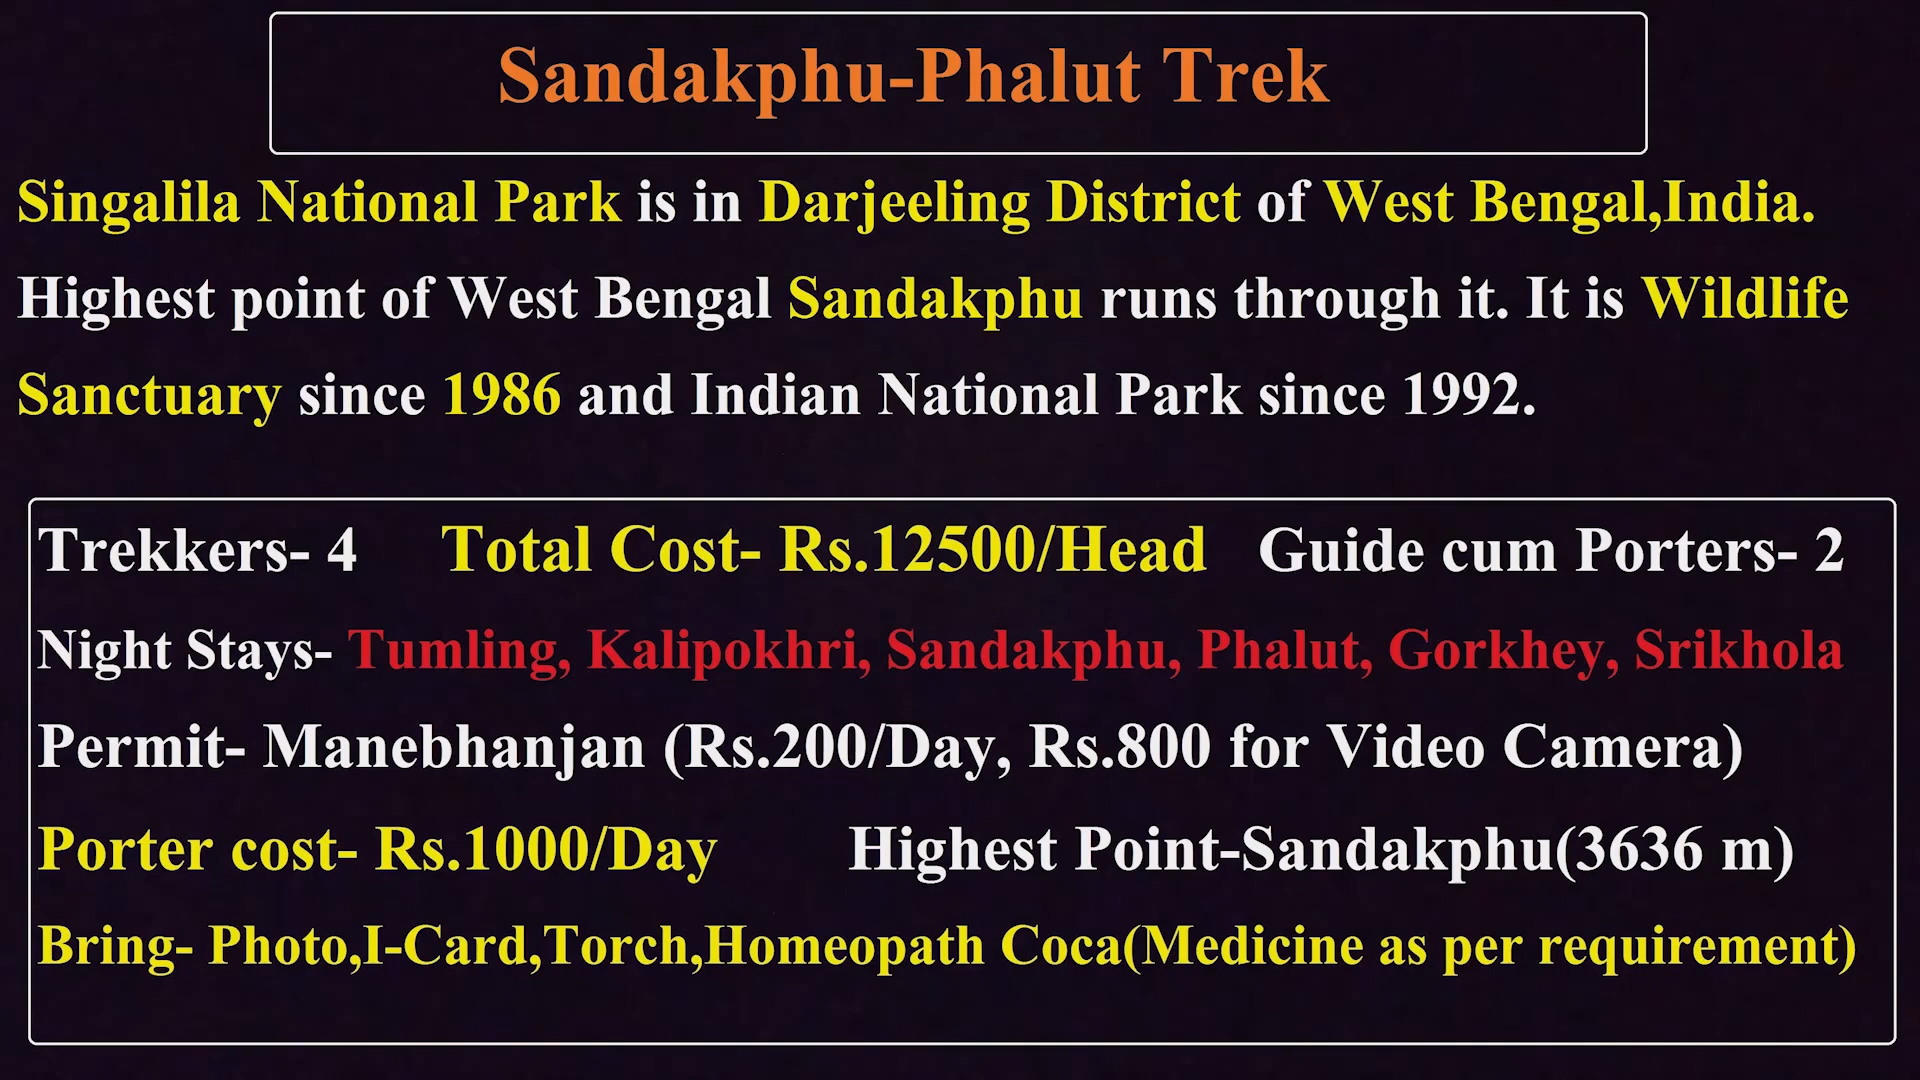 Sandakphu-Phalut Trek
Singalila National Park is in Darjeeling District of West Bengal,India.
Highest point of West Bengal Sandakphu runs through it. It is Wildlife
Sanctuary since 1986 and Indian National Park since 1992.
Trekkers- 4 Total Cost- Rs.12500/Head Guide cum Porters- 2
Night Stays- Tumling, Kalipokhri, Sandakphu, Phalut, Gorkhey, Srikhola
Permit- Manebhanjan (Rs.200/Day, Rs.800 for Video Camera)
Porter cost- Rs.1000/Day Highest Point-Sandakphu(3636 m)
Bring- Photo,I-Card,Torch,Homeopath Coca(Medicine as per requirement)